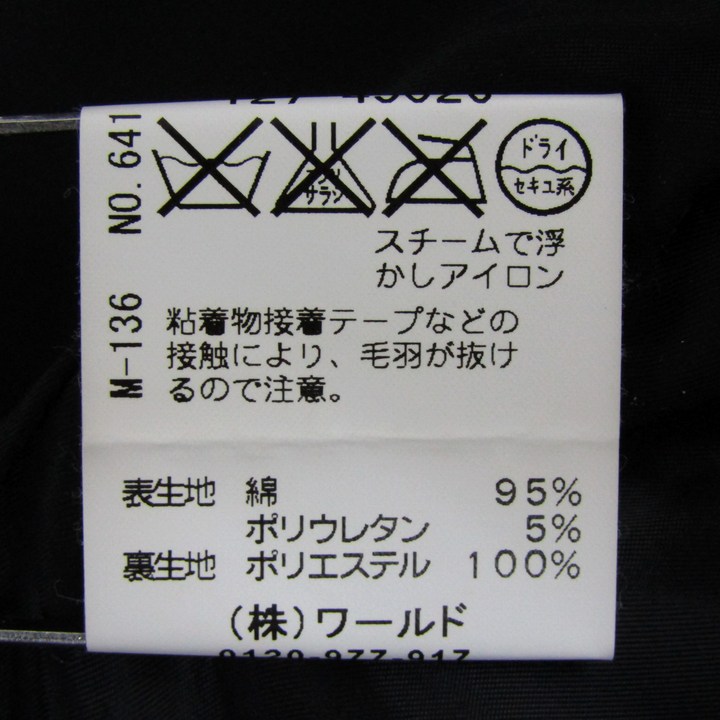 NO. 641
M-136
ドライ
セキユ系
サラシ
スチームで浮
かしアイロン
粘着物接着テープなどの
接触により、毛羽が抜け
るので注意。
表生地 綿 95%
ポリウレタン 5%
裏生地 ポリエステル 100%
(株)ワールド